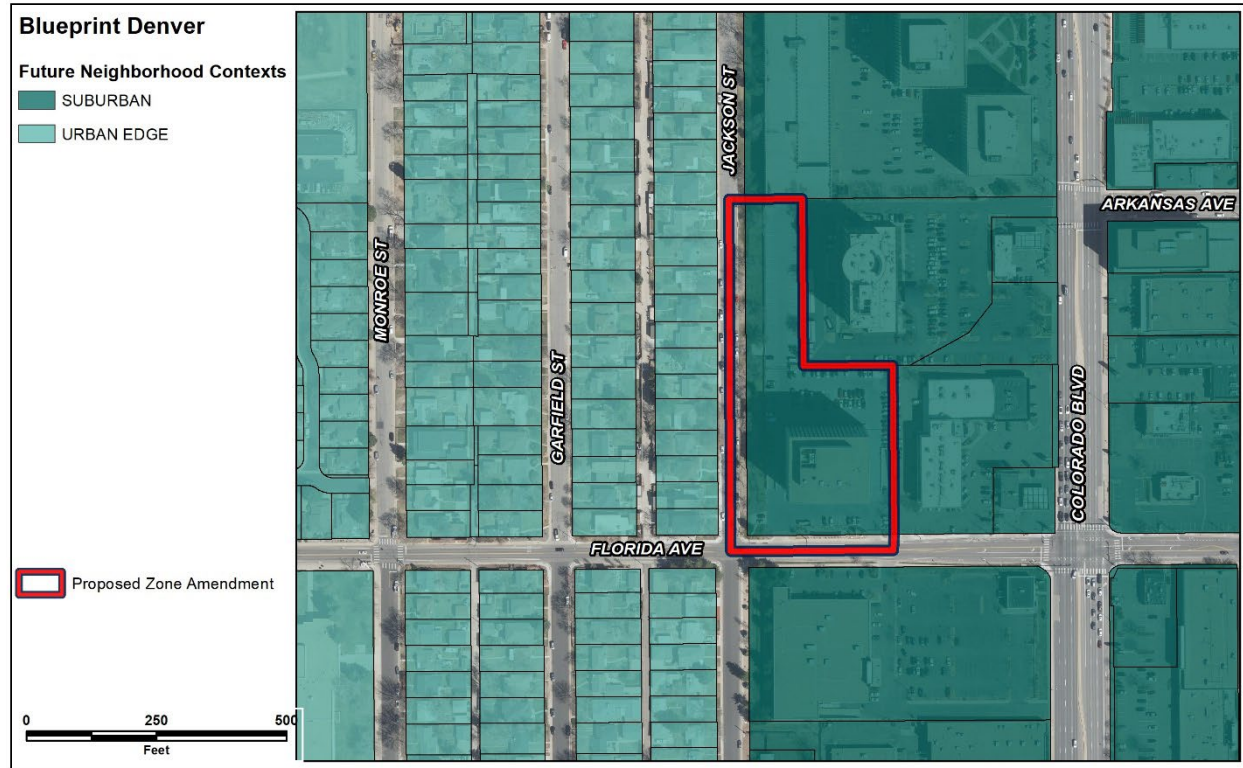 Blueprint Denver
Future Neighborhood Contexts
SUBURBAN
URBAN EDGE
Proposed Zone Amendment
0 250 500
Feet
MONROE ST
GARFIELD ST
JACKSON ST
ARKANSAS AVE
COLORADO BLVD
FLORIDA AVE